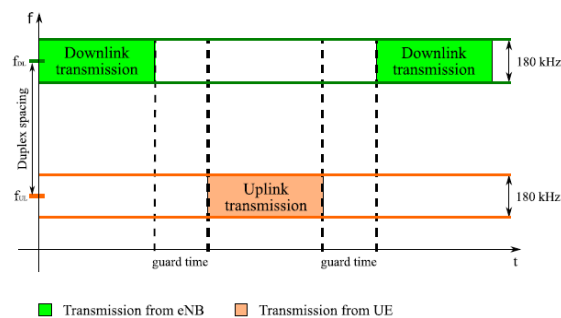 f
Downlink
transmission
Downlink
transmission
f_DL
180 kHz
Duplex spacing
Uplink
transmission
f_UL
180 kHz
guard time
guard time
t
Transmission from eNB
Transmission from UE